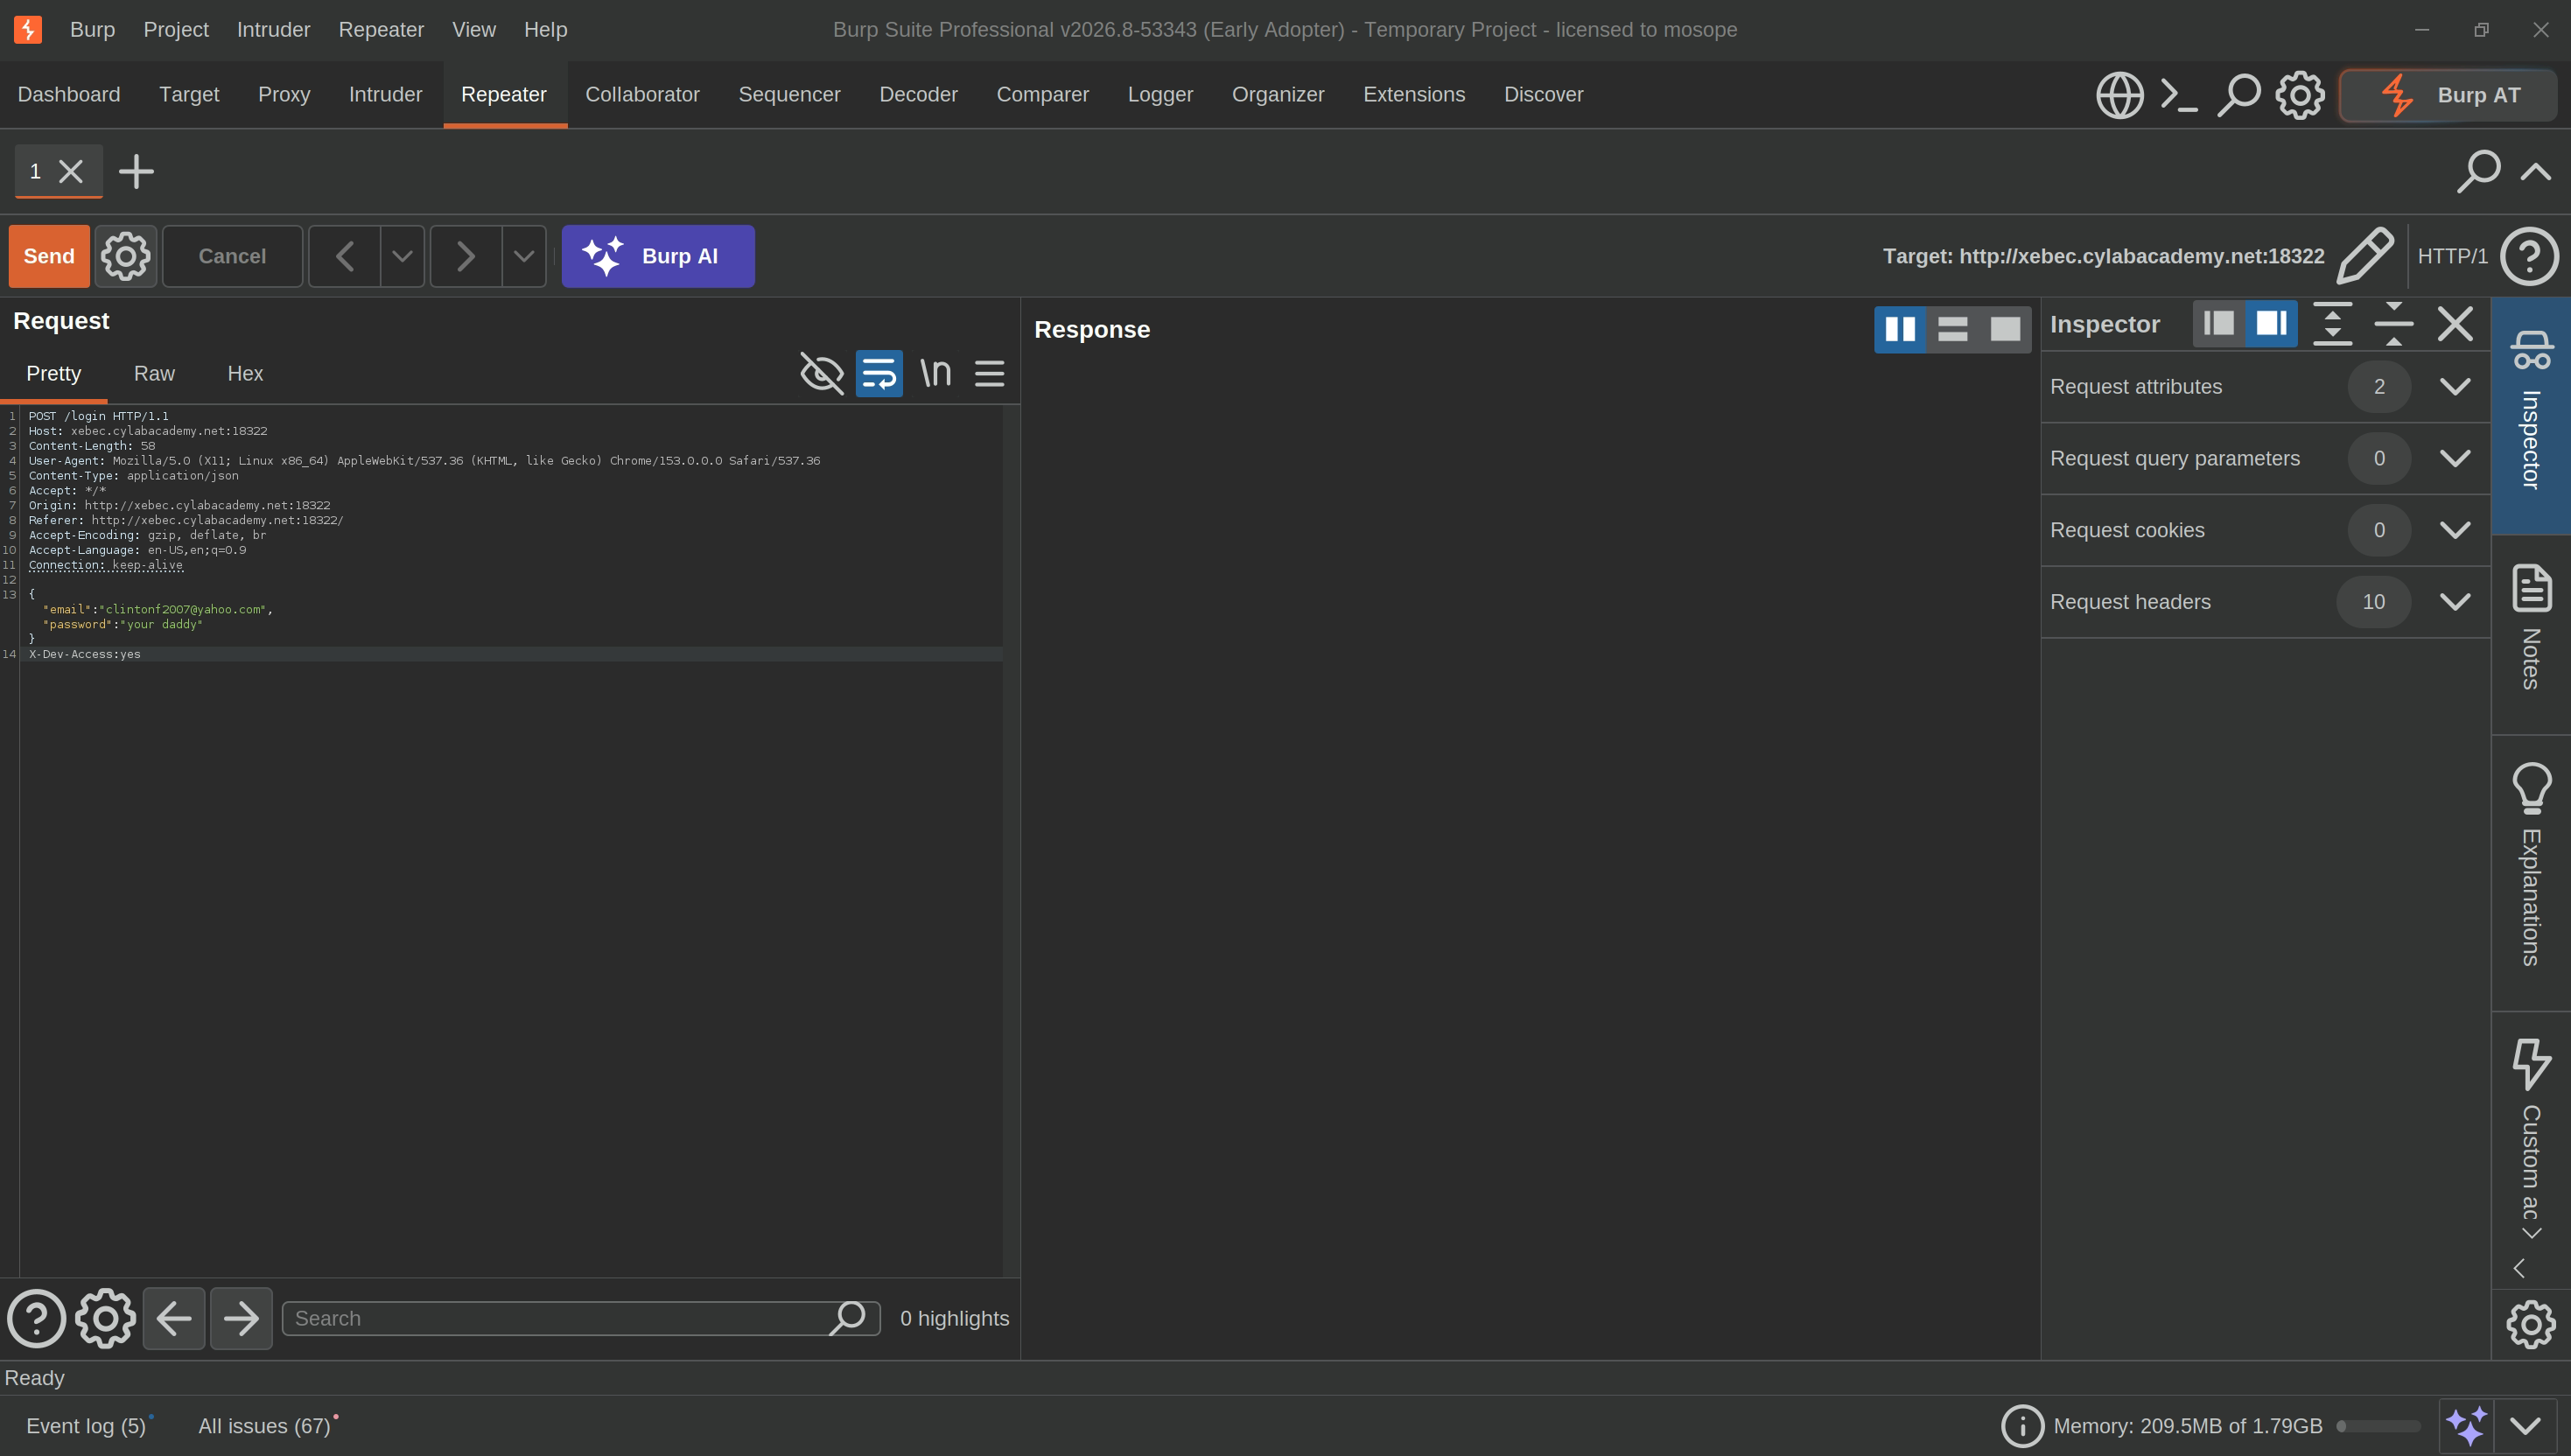 Burp Project Intruder Repeater View Help
Burp Suite Professional v2026.8-53343 (Early Adopter) - Temporary Project - licensed to mosope
Dashboard Target Proxy Intruder Repeater Collaborator Sequencer Decoder Comparer Logger Organizer Extensions Discover
Burp AT
1
Send Cancel Burp AI
Target: http://xebec.cylabacademy.net:18322 HTTP/1
Request
Pretty Raw Hex
\n
1 POST /login HTTP/1.1
2 Host: xebec.cylabacademy.net:18322
3 Content-Length: 58
4 User-Agent: Mozilla/5.0 (X11; Linux x86_64) AppleWebKit/537.36 (KHTML, like Gecko) Chrome/153.0.0.0 Safari/537.36
5 Content-Type: application/json
6 Accept: */*
7 Origin: http://xebec.cylabacademy.net:18322
8 Referer: http://xebec.cylabacademy.net:18322/
9 Accept-Encoding: gzip, deflate, br
10 Accept-Language: en-US,en;q=0.9
11 Connection: keep-alive
12
13 {
"email":"clintonf2007@yahoo.com",
"password":"your daddy"
}
14 X-Dev-Access:yes
Search
0 highlights
Response
Inspector
Request attributes 2
Request query parameters 0
Request cookies 0
Request headers 10
Inspector
Notes
Explanations
Custom ac
Ready
Event log (5) All issues (67)
Memory: 209.5MB of 1.79GB